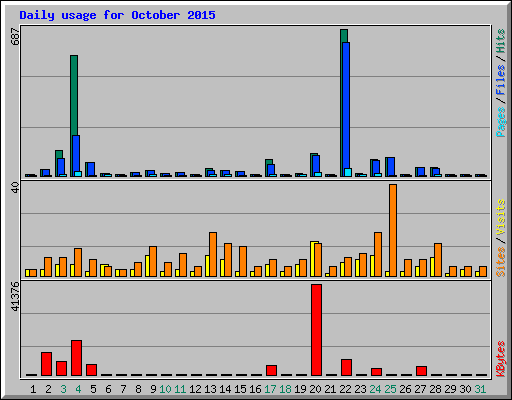 Daily usage for October 2015
687
Pages / Files / Hits
40
Sites / Visits
41376
KBytes
1 2 3 4 5 6 7 8 9 10 11 12 13 14 15 16 17 18 19 20 21 22 23 24 25 26 27 28 29 30 31